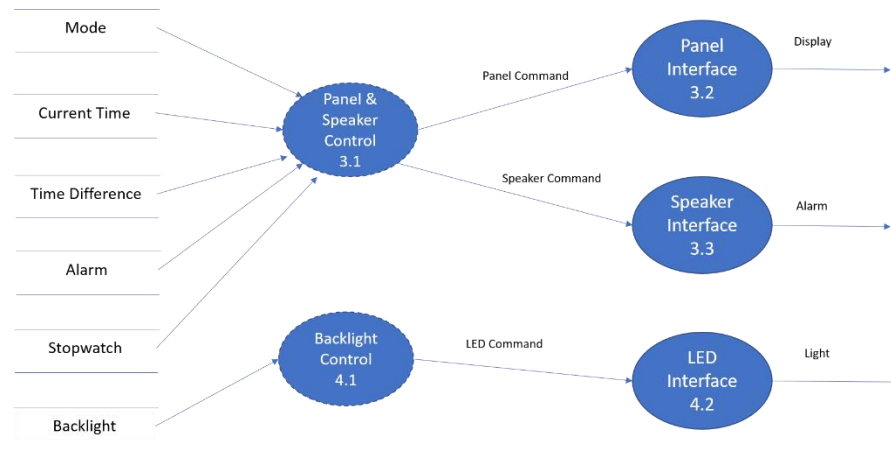 Mode
Current Time
Time Difference
Alarm
Stopwatch
Backlight
Panel &
Speaker
Control
3.1
Backlight
Control
4.1
Panel Command
Speaker Command
LED Command
Panel
Interface
3.2
Speaker
Interface
3.3
LED
Interface
4.2
Display
Alarm
Light